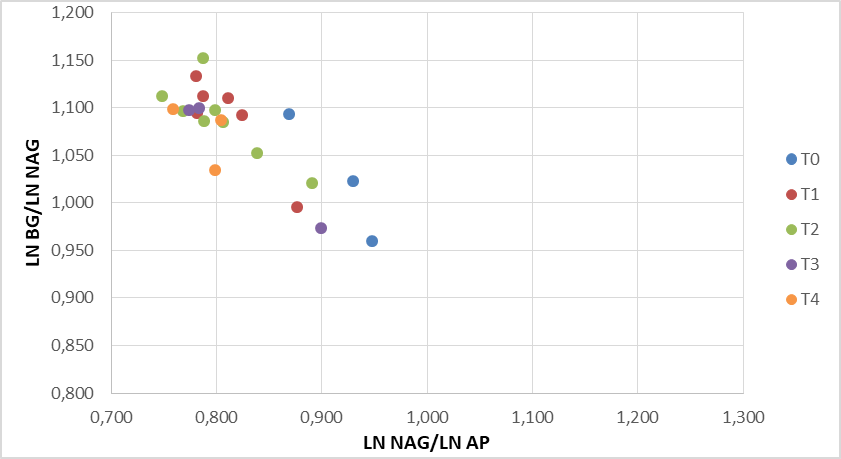 1,200
1,150
1,100
1,050
1,000
0,950
0,900
0,850
0,800
LN BG/LN NAG
0,700 0,800 0,900 1,000 1,100 1,200 1,300
LN NAG/LN AP
T0
T1
T2
T3
T4